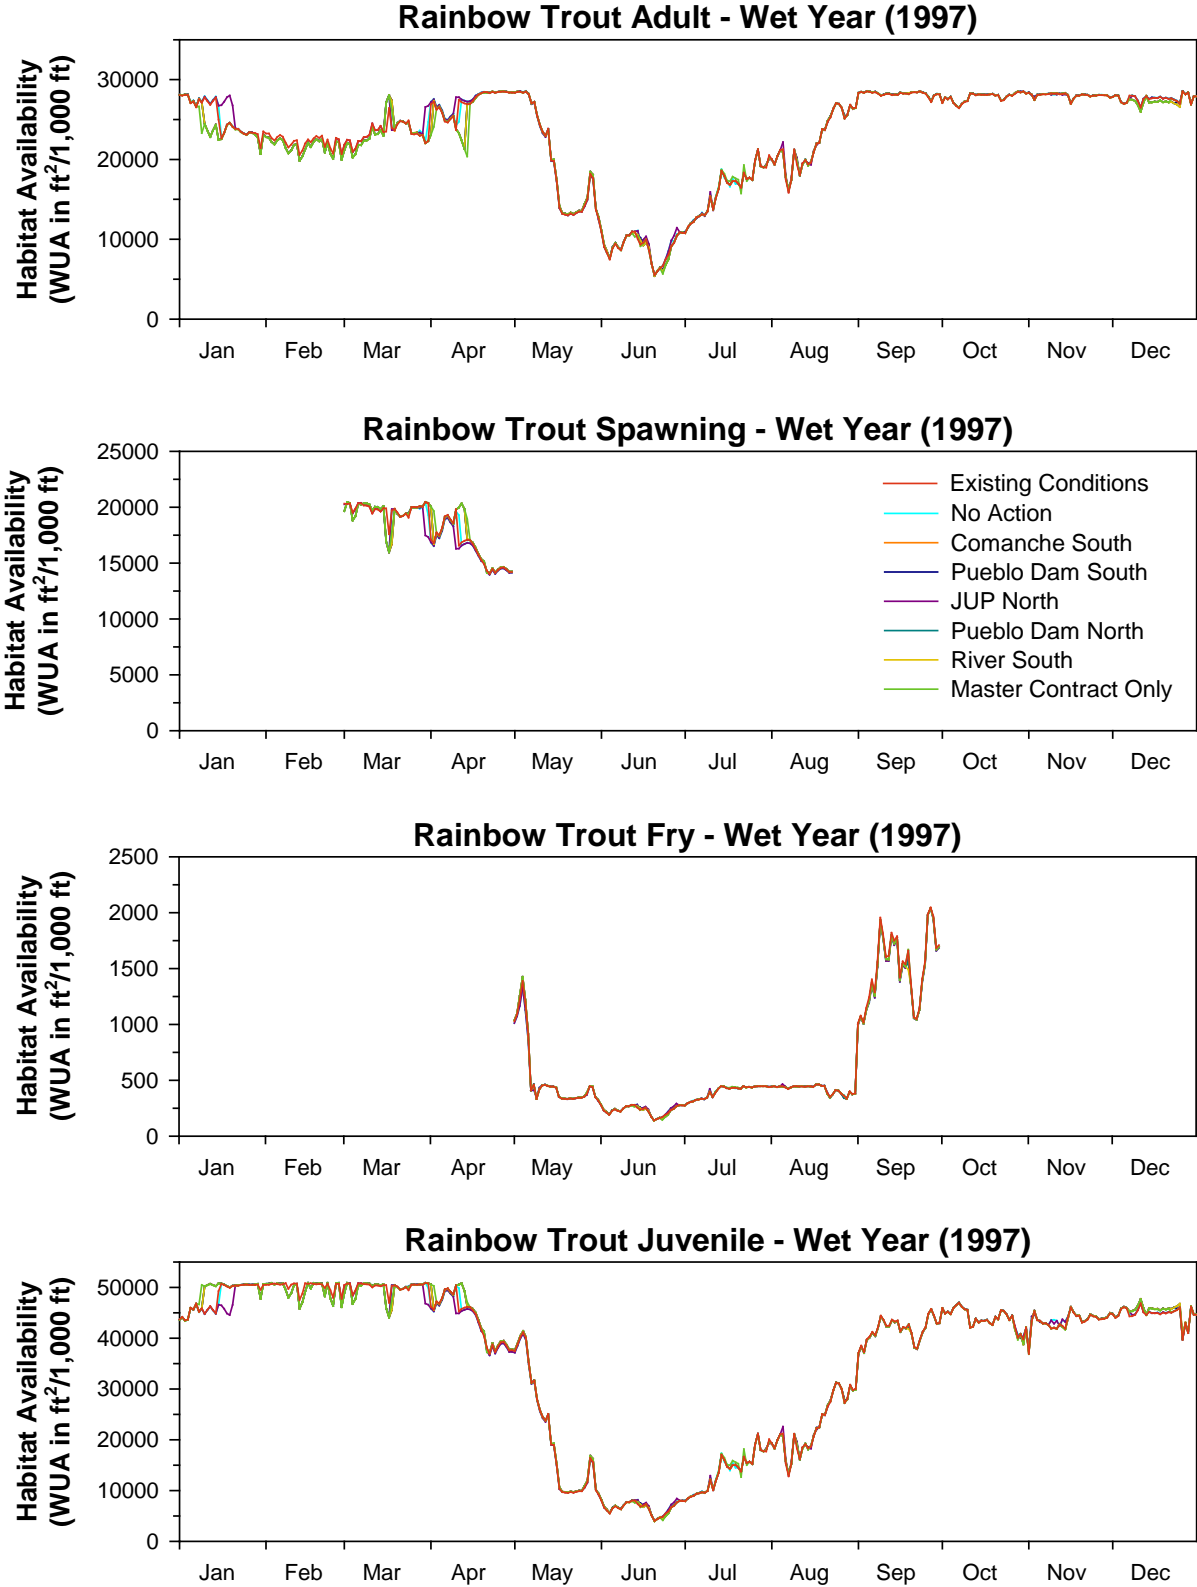 Rainbow Trout Adult - Wet Year (1997)
Habitat Availability
(WUA in ft²/1,000 ft)
30000
20000
10000
0
Jan Feb Mar Apr May Jun Jul Aug Sep Oct Nov Dec
Rainbow Trout Spawning - Wet Year (1997)
Habitat Availability
(WUA in ft²/1,000 ft)
25000
20000
15000
10000
5000
0
Existing Conditions
No Action
Comanche South
Pueblo Dam South
JUP North
Pueblo Dam North
River South
Master Contract Only
Jan Feb Mar Apr May Jun Jul Aug Sep Oct Nov Dec
Rainbow Trout Fry - Wet Year (1997)
Habitat Availability
(WUA in ft²/1,000 ft)
2500
2000
1500
1000
500
0
Jan Feb Mar Apr May Jun Jul Aug Sep Oct Nov Dec
Rainbow Trout Juvenile - Wet Year (1997)
Habitat Availability
(WUA in ft²/1,000 ft)
50000
40000
30000
20000
10000
0
Jan Feb Mar Apr May Jun Jul Aug Sep Oct Nov Dec